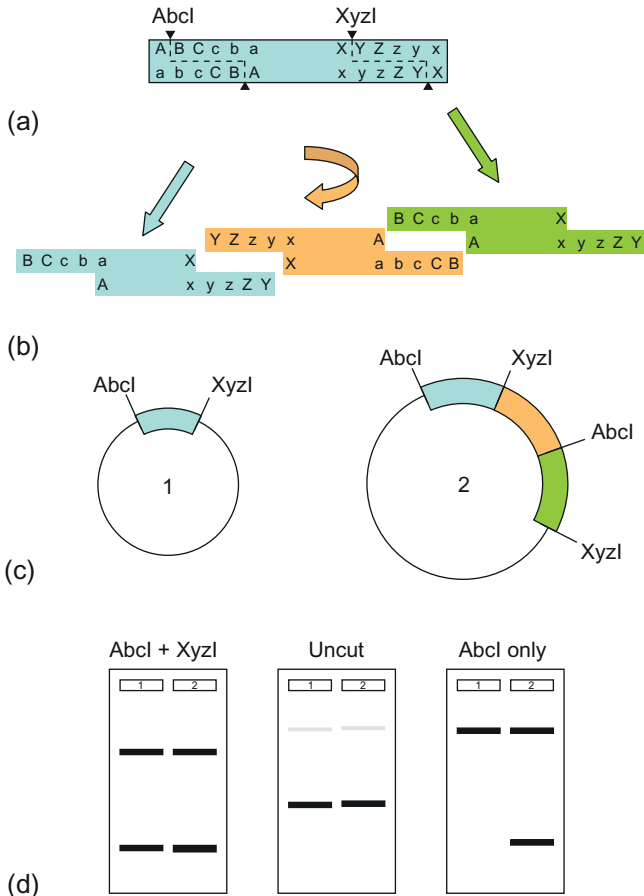 AbcI XyzI
A B C c b a X Y Z z y x
a b c C B A x y z Z Y X
(a)
B C c b a X
A x y z Z Y
Y Z z y x A
X a b c C B
B C c b a X
A x y z Z Y
(b)
AbcI XyzI
1
AbcI XyzI
AbcI
2
XyzI
(c)
AbcI + XyzI Uncut AbcI only
1 2 1 2 1 2
(d)